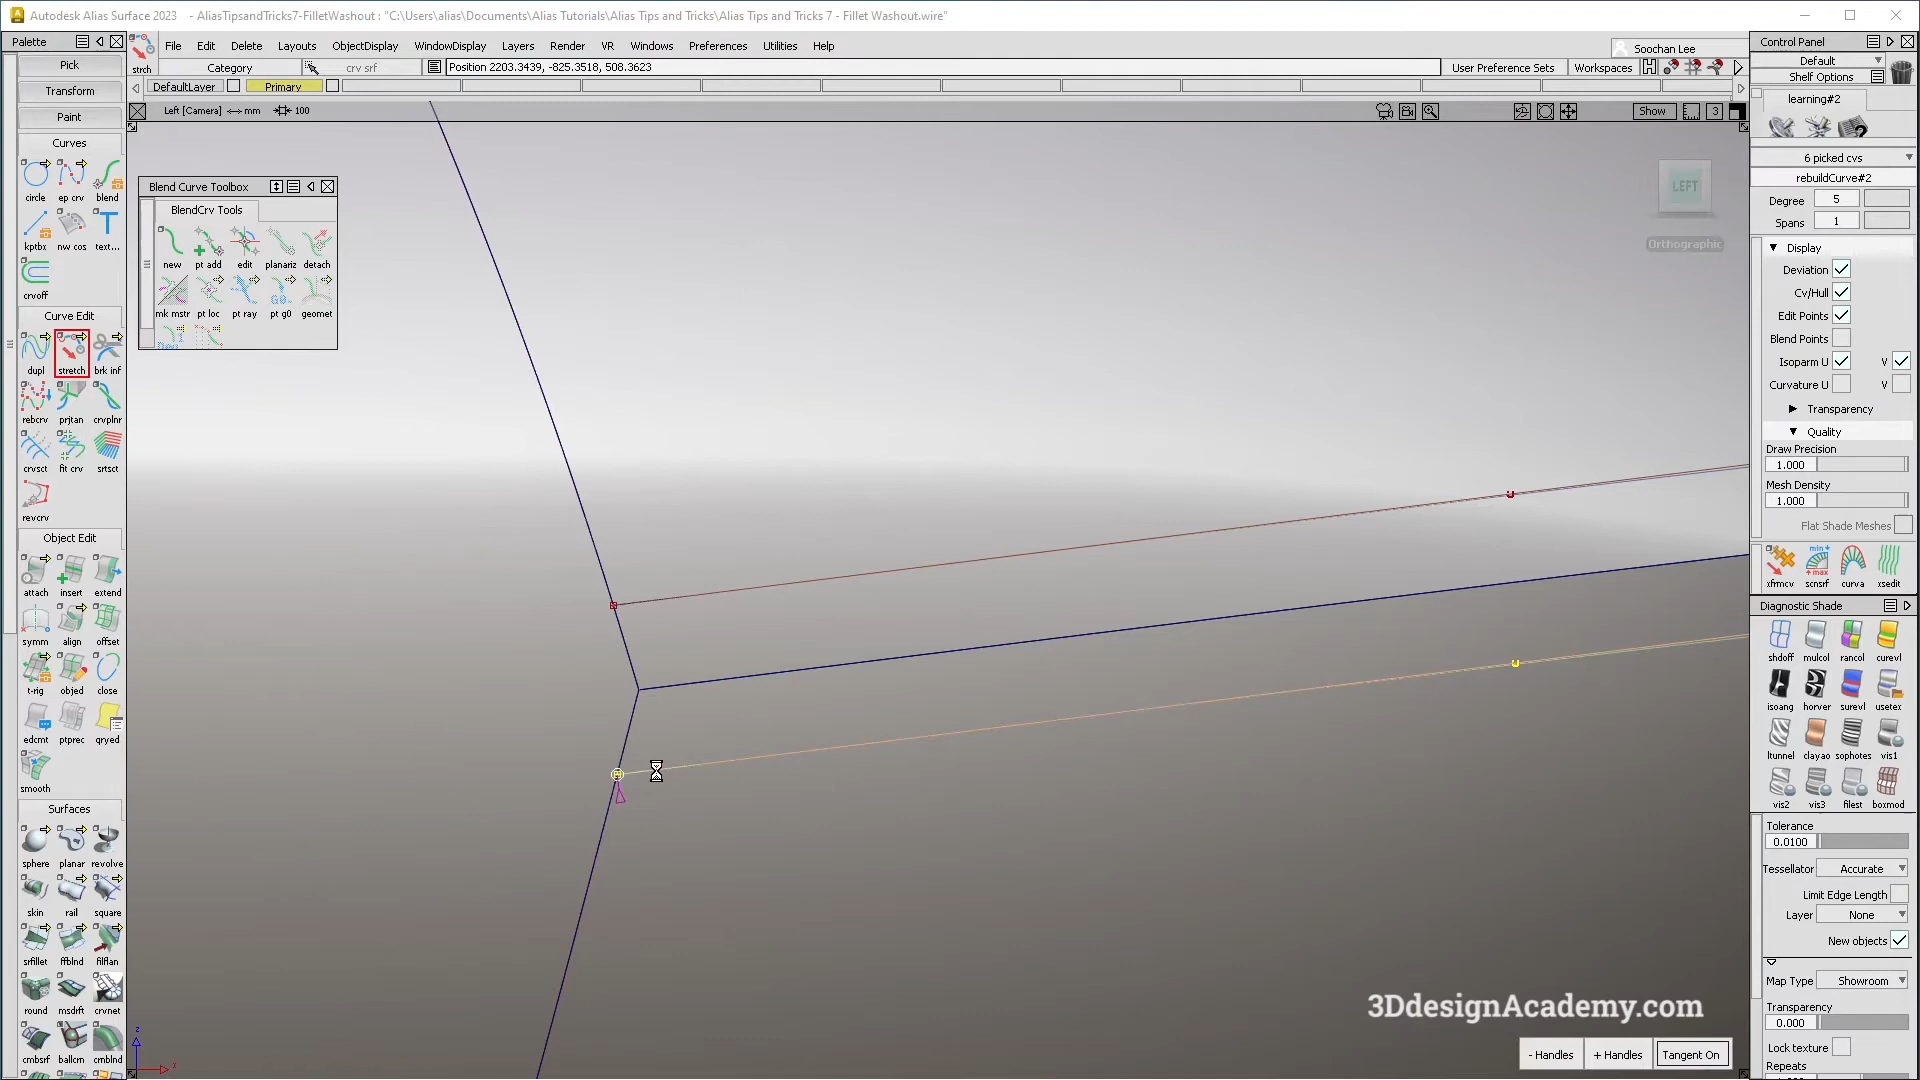 Autodesk Alias Surface 2023 - AliasTipsandTricks7-FilletWashout : "C:\Users\alias\Documents\Alias Tutorials\Alias Tips and Tricks\Alias Tips and Tricks 7 - Fillet Washout.wire"
Palette
strch
File Edit Delete Layouts ObjectDisplay WindowDisplay Layers Render VR Windows Preferences Utilities Help
Soochan Lee
Category crv srf Position 2203.3439, -825.3518, 508.3623 User Preference Sets Workspaces
DefaultLayer Primary
Left [Camera] mm 100 Show 3
Pick
Transform
Paint
Curves
circle ep crv blend
kptbx nw cos text...
crvoff
Curve Edit
dupl stretch brk inf
rebcrv prjtan crvplnr
crvsct fit crv srtsct
revcrv
Object Edit
attach insert extend
symm align offset
t-rig objed close
edcmt ptprec qryed
smooth
Surfaces
sphere planar revolve
skin rail square
srfillet ffblnd filflan
round msdrft crvnet
cmbsrf ballcrn cmblnd
Blend Curve Toolbox
BlendCrv Tools
new pt add edit planariz detach
mk mstr pt loc pt ray pt g0 geomet
LEFT
Orthographic
z
x
3DdesignAcademy.com
- Handles + Handles Tangent On
Control Panel
Default
Shelf Options
learning#2
6 picked cvs
rebuildCurve#2
Degree 5
Spans 1
Display
Deviation
Cv/Hull
Edit Points
Blend Points
Isoparm U V
Curvature U V
Transparency
Quality
Draw Precision
1.000
Mesh Density
1.000
Flat Shade Meshes
xfrmcv scnsrf curva xsedit
Diagnostic Shade
shdoff mulcol rancol curevl
isoang horver surevl usetex
ltunnel clayao sophotes vis1
vis2 vis3 filest boxmod
Tolerance
0.0100
Tessellator Accurate
Limit Edge Length
Layer None
New objects
Map Type Showroom
Transparency
0.000
Lock texture
Repeats